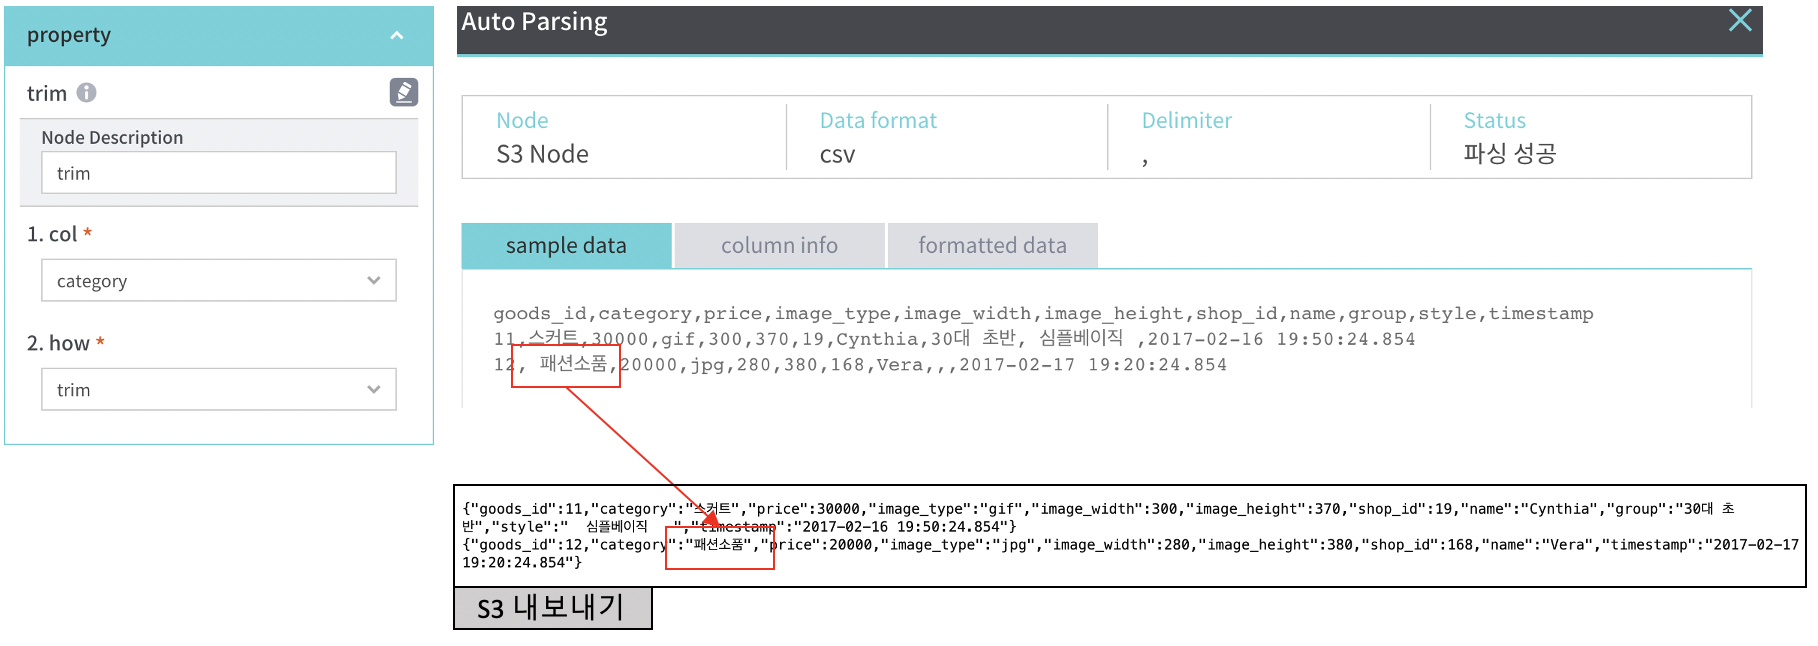 property
trim
Node Description
trim
1. col *
category
2. how *
trim
Auto Parsing
Node
S3 Node
Data format
csv
Delimiter
,
Status
파싱 성공
sample data
column info
formatted data
goods_id,category,price,image_type,image_width,image_height,shop_id,name,group,style,timestamp
11,스커트,30000,gif,300,370,19,Cynthia,30대 초반, 심플베이직 ,2017-02-16 19:50:24.854
12, 패션소품,20000,jpg,280,380,168,Vera,,,2017-02-17 19:20:24.854
{"goods_id":11,"category":"스커트","price":30000,"image_type":"gif","image_width":300,"image_height":370,"shop_id":19,"name":"Cynthia","group":"30대 초
반","style":"  심플베이직   ","timestamp":"2017-02-16 19:50:24.854"}
{"goods_id":12,"category":"패션소품","price":20000,"image_type":"jpg","image_width":280,"image_height":380,"shop_id":168,"name":"Vera","timestamp":"2017-02-17
19:20:24.854"}
S3 내보내기